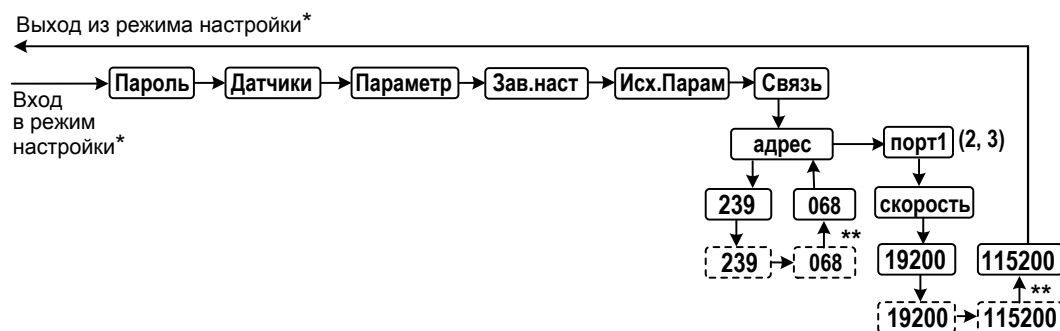 Выход из режима настройки*
Пароль Датчики Параметр Зав.наст Исх.Парам Связь
Вход
в режим
настройки*
адрес порт1 (2, 3)
239 068 скорость
**
239 068 19200 115200
**
19200 115200